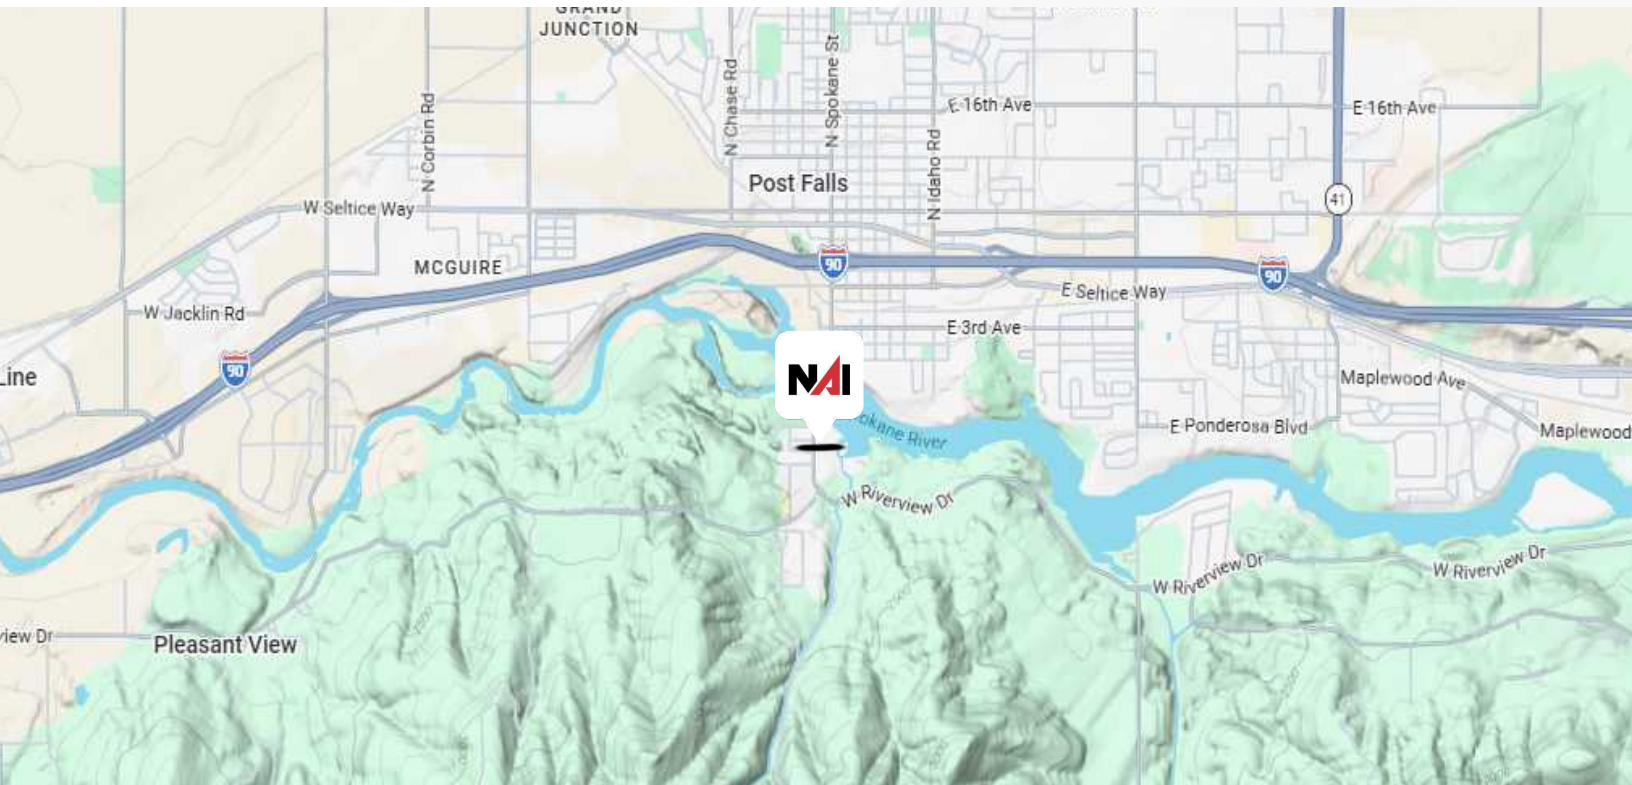 GRAND
JUNCTION
N Corbin Rd
N Chase Rd
N Spokane St
N Idaho Rd
E 16th Ave
E 16th Ave
Post Falls
W Seltice Way
41
MCGUIRE
90
90
E Seltice Way
W Jacklin Rd
E 3rd Ave
90
Line
NAI
Maplewood Ave
okane River
E Ponderosa Blvd
Maplewood
W Riverview Dr
W Riverview Dr
W Riverview Dr
view Dr
Pleasant View